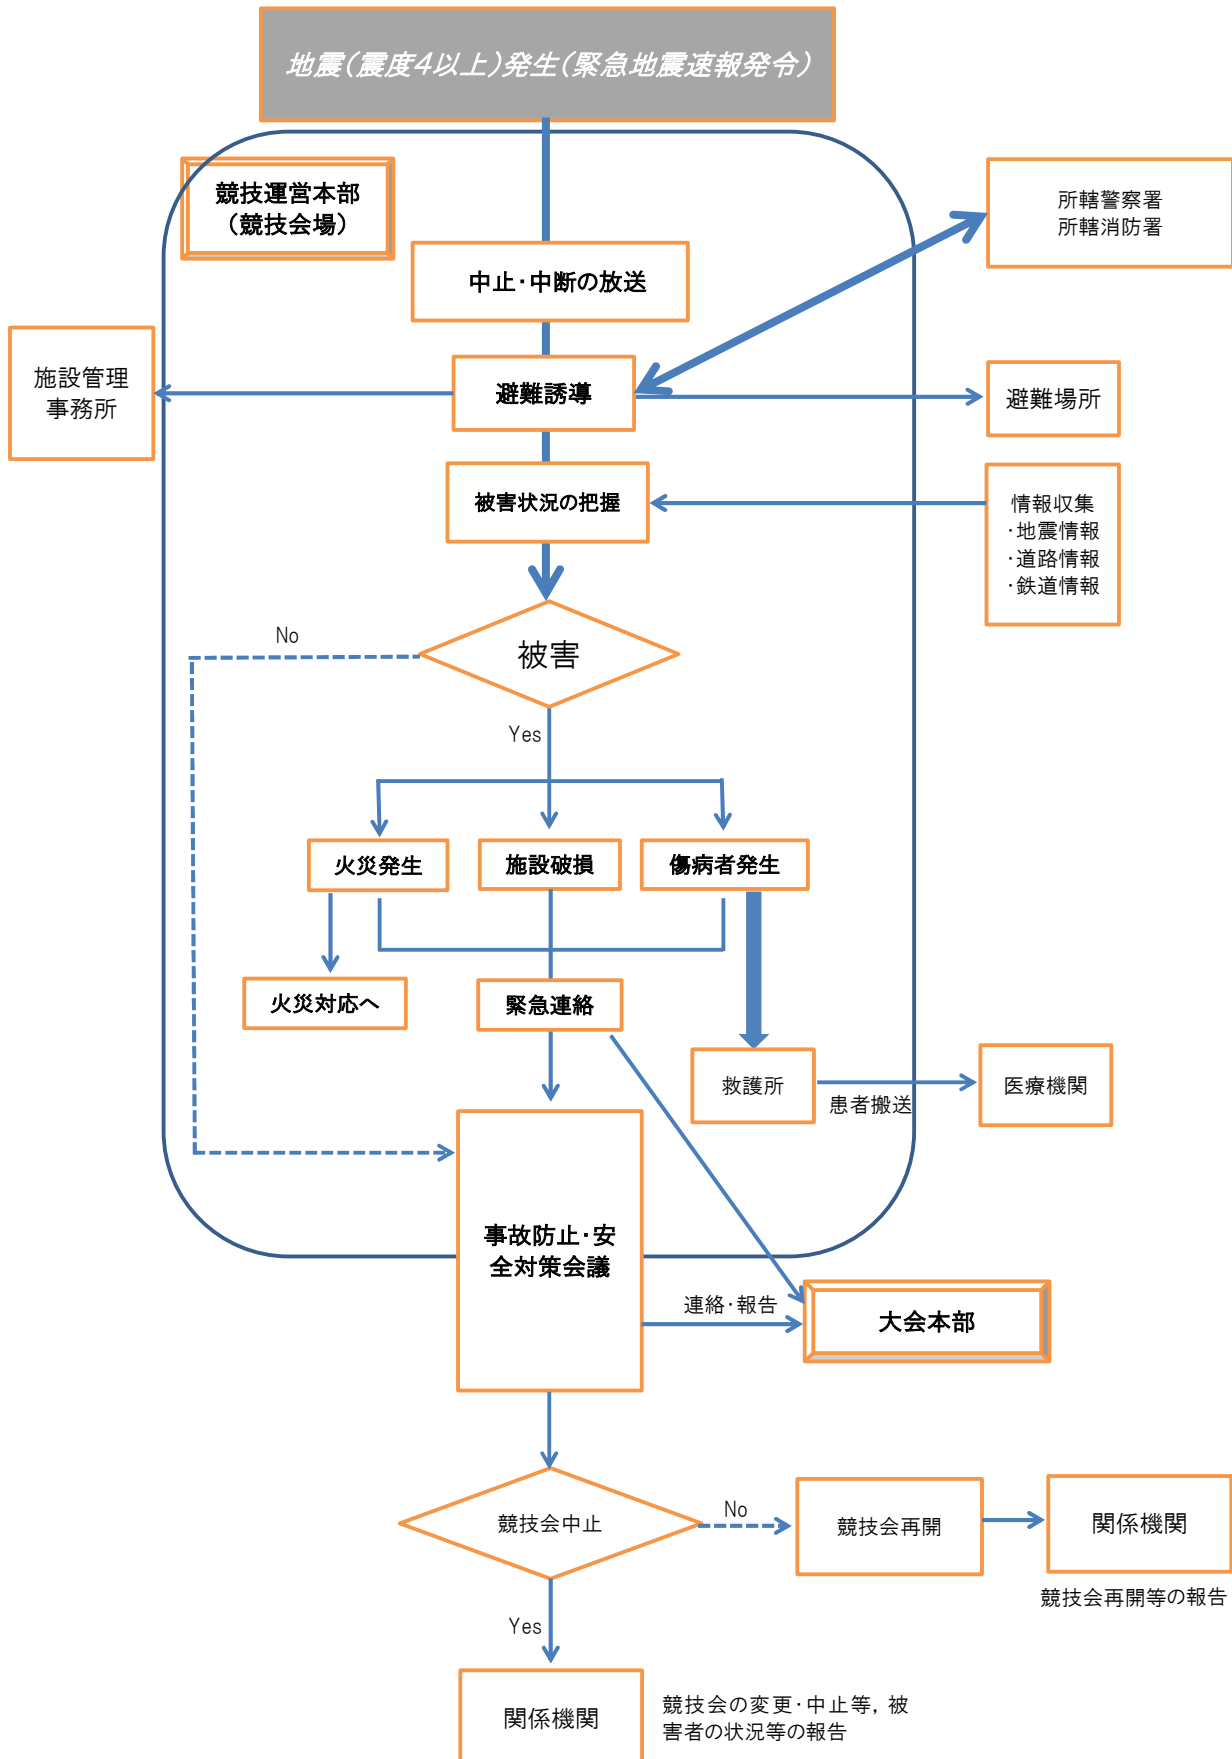 地震（震度4以上）発生（緊急地震速報発令）
競技運営本部
（競技会場）
所轄警察署
所轄消防署
中止・中断の放送
施設管理
事務所
避難誘導
避難場所
被害状況の把握
情報収集
・地震情報
・道路情報
・鉄道情報
No
被害
Yes
火災発生
施設破損
傷病者発生
火災対応へ
緊急連絡
救護所
患者搬送
医療機関
事故防止・安
全対策会議
連絡・報告
大会本部
競技会中止
No
競技会再開
関係機関
競技会再開等の報告
Yes
関係機関
競技会の変更・中止等，被
害者の状況等の報告